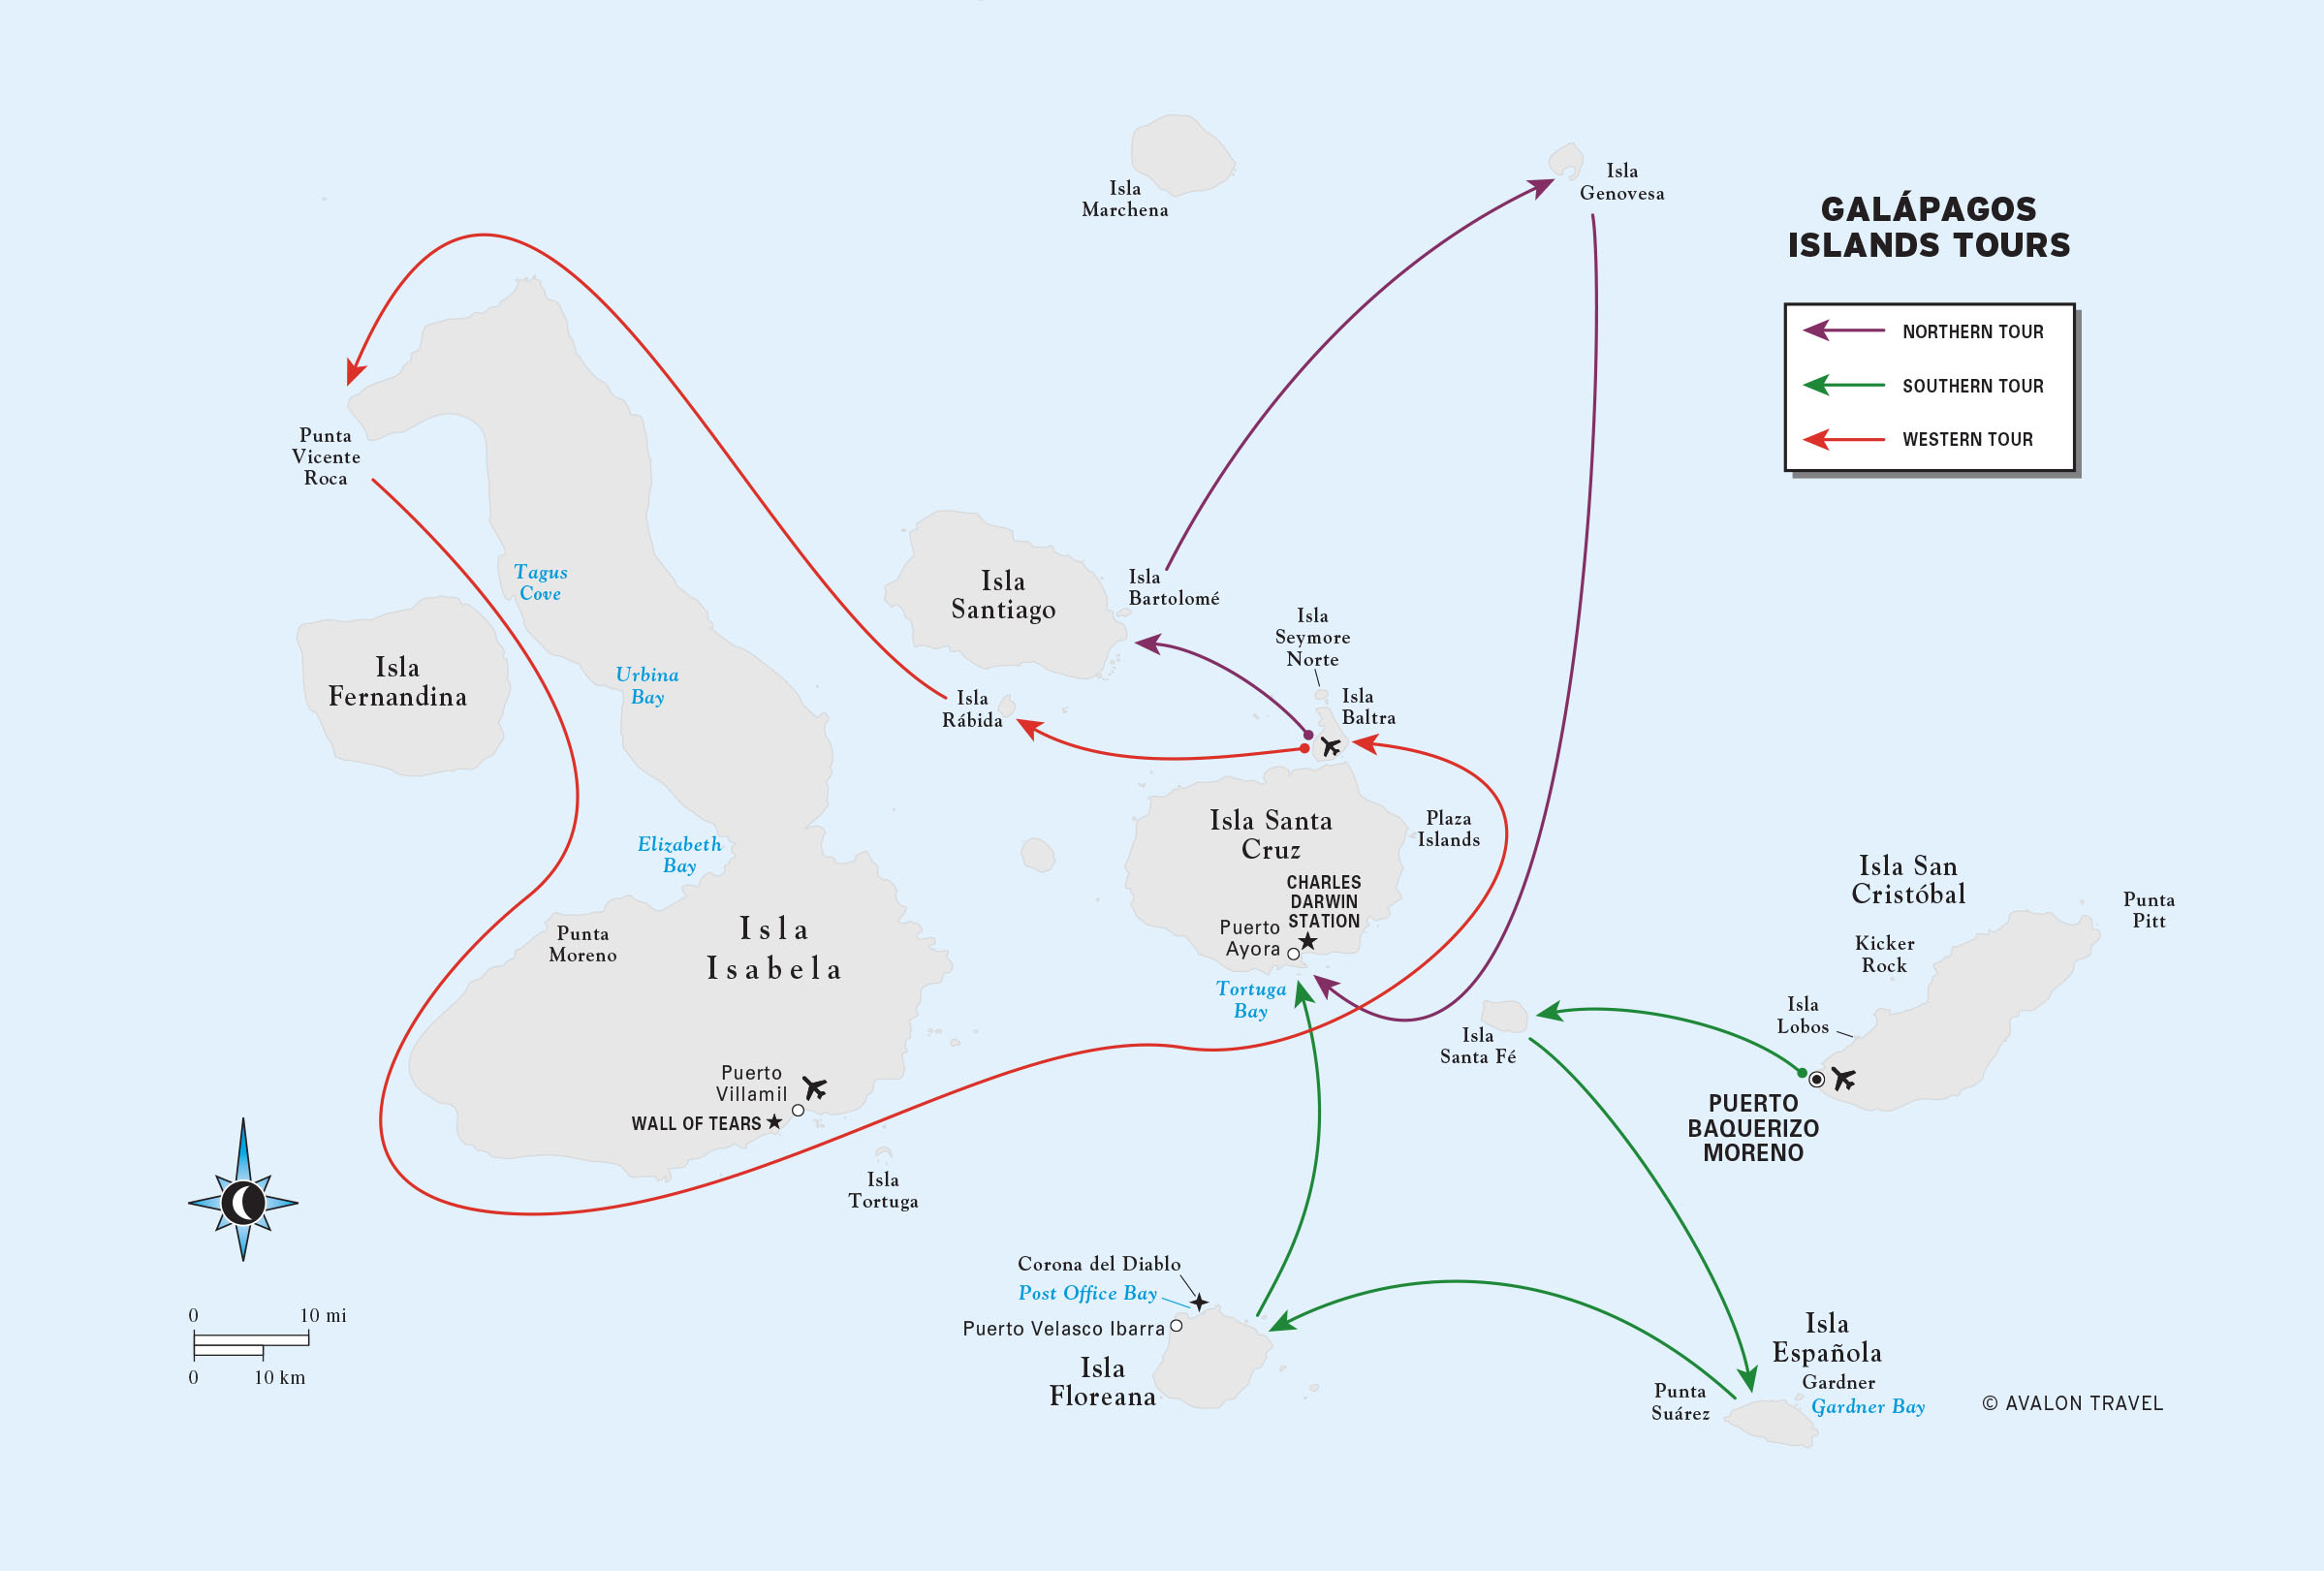 Isla
Marchena
Isla
Genovesa
GALÁPAGOS
ISLANDS TOURS
NORTHERN TOUR
SOUTHERN TOUR
WESTERN TOUR
Punta
Vicente
Roca
Tagus
Cove
Isla
Santiago
Isla
Bartolomé
Isla
Seymore
Norte
Isla
Fernandina
Urbina
Bay
Isla
Rábida
Isla
Baltra
Isla Santa
Cruz
Plaza
Islands
Elizabeth
Bay
CHARLES
DARWIN
STATION
Puerto
Ayora
Tortuga
Bay
Isla San
Cristóbal
Punta
Pitt
Kicker
Rock
Isla
Lobos
Punta
Moreno
Isla
Isabela
Isla
Santa Fé
Puerto
Villamil
WALL OF TEARS
PUERTO
BAQUERIZO
MORENO
Isla
Tortuga
Corona del Diablo
Post Office Bay
Puerto Velasco Ibarra
Isla
Floreana
Isla
Española
Gardner
Gardner Bay
Punta
Suárez
0 10 mi
0 10 km
© AVALON TRAVEL